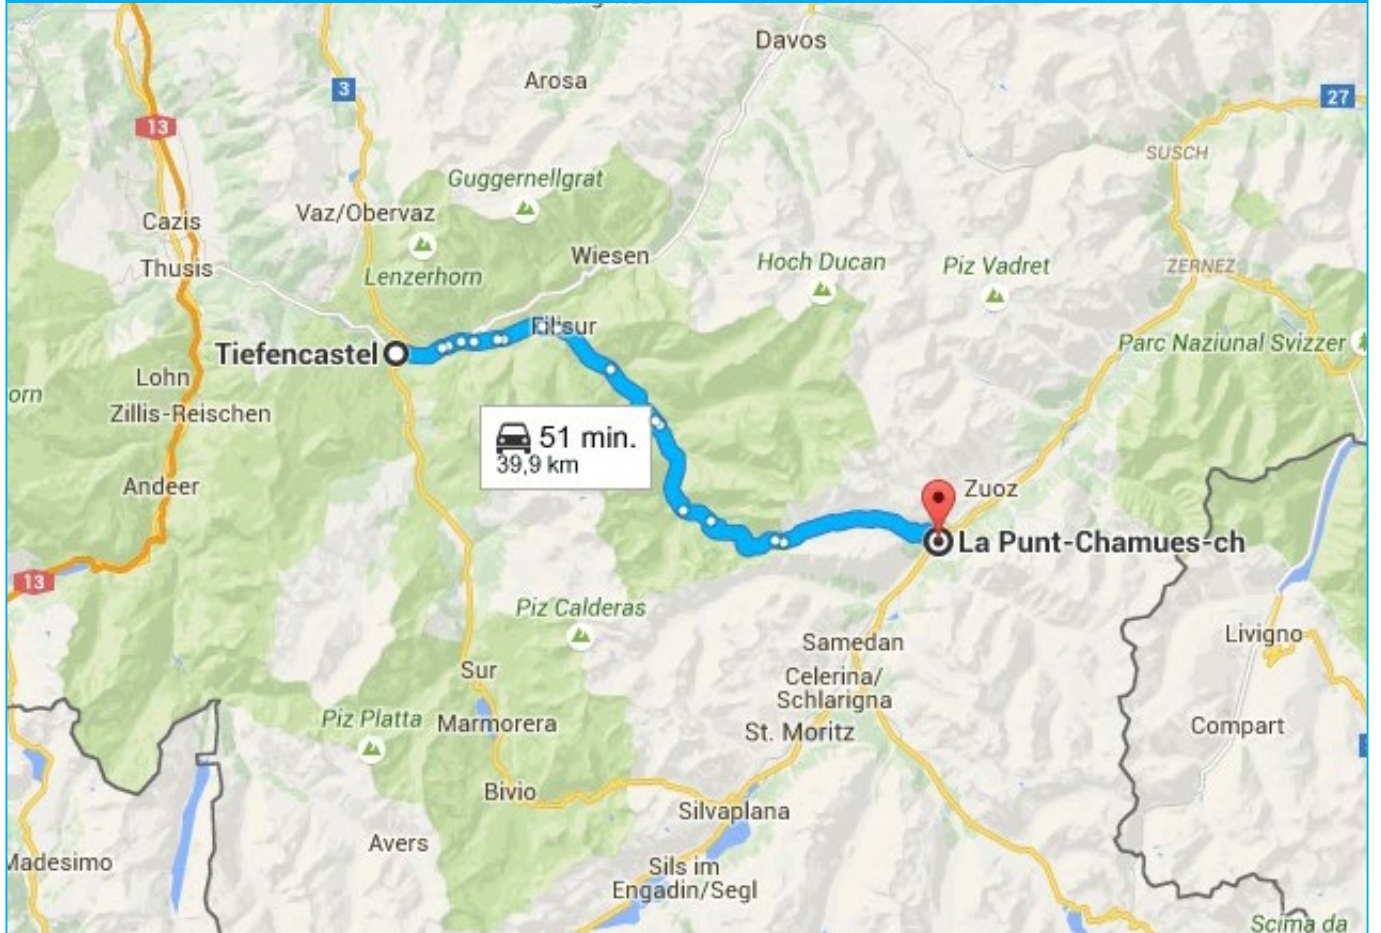 Davos
Arosa
3
27
13
SUSCH
Guggernellgrat
Cazis
Vaz/Obervaz
Wiesen
Hoch Ducan
Piz Vadret
ZERNEZ
Thusis
Lenzerhorn
Filisur
Parc Naziunal Svizzer
Tiefencastel
Lohn
orn
Zillis-Reischen
51 min.
39,9 km
Andeer
Zuoz
La Punt-Chamues-ch
13
Piz Calderas
Livigno
Samedan
Sur
Celerina/
Schlarigna
Piz Platta
Marmorera
St. Moritz
Compart
Bivio
Silvaplana
Avers
Madesimo
Sils im
Engadin/Segl
Scima da